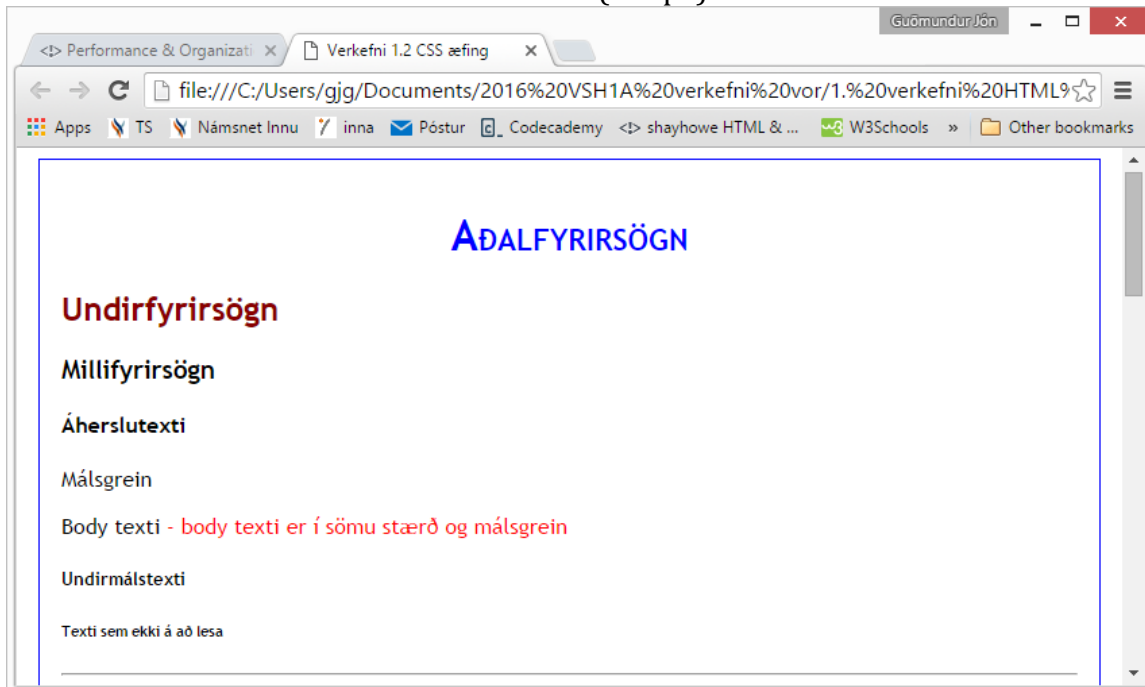 Guðmundur Jón
Performance & Organizati
Verkefni 1.2 CSS æfing
file:///C:/Users/gjg/Documents/2016%20VSH1A%20verkefni%20vor/1.%20verkefni%20HTML%
Apps TS Námsnet Innu inna Póstur Codecademy shayhowe HTML & ... W3Schools » Other bookmarks
Aðalfyrirsögn
Undirfyrirsögn
Millifyrirsögn
Áherslutexti
Málsgrein
Body texti - body texti er í sömu stærð og málsgrein
Undirmálstexti
Texti sem ekki á að lesa